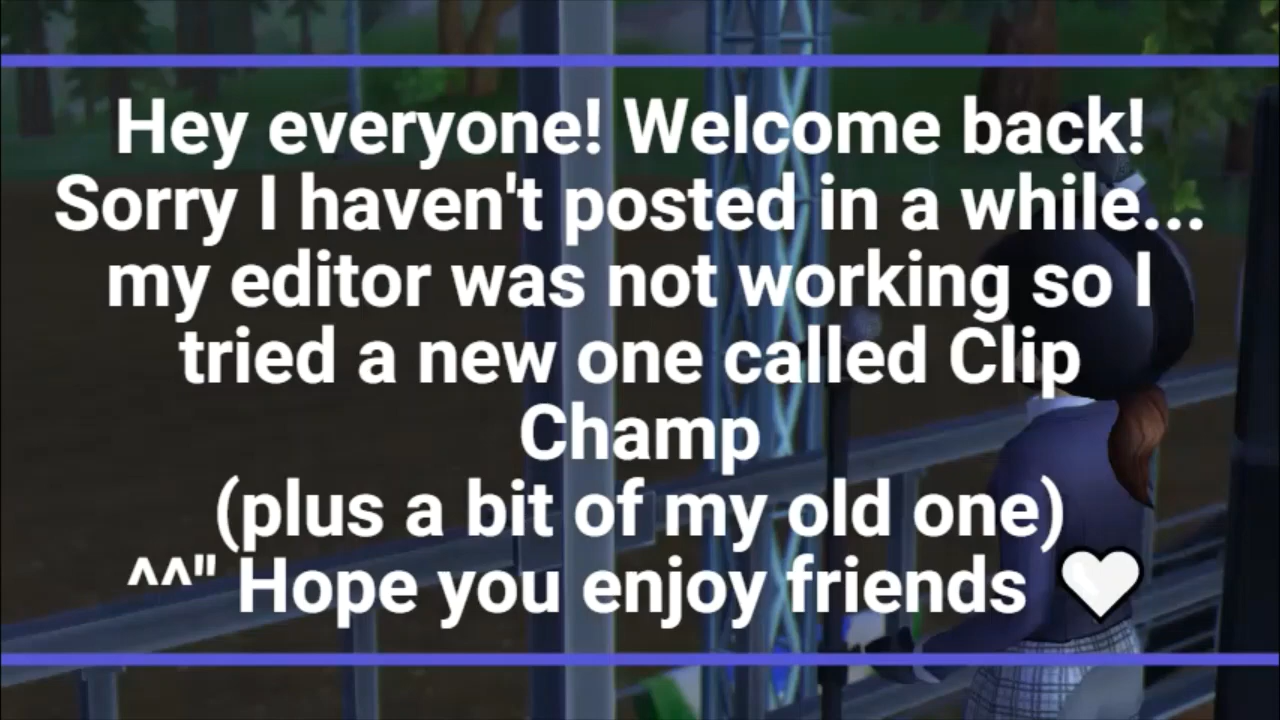 Hey everyone! Welcome back!
Sorry I haven't posted in a while...
my editor was not working so I
tried a new one called Clip
Champ
(plus a bit of my old one)
^^" Hope you enjoy friends 🤍